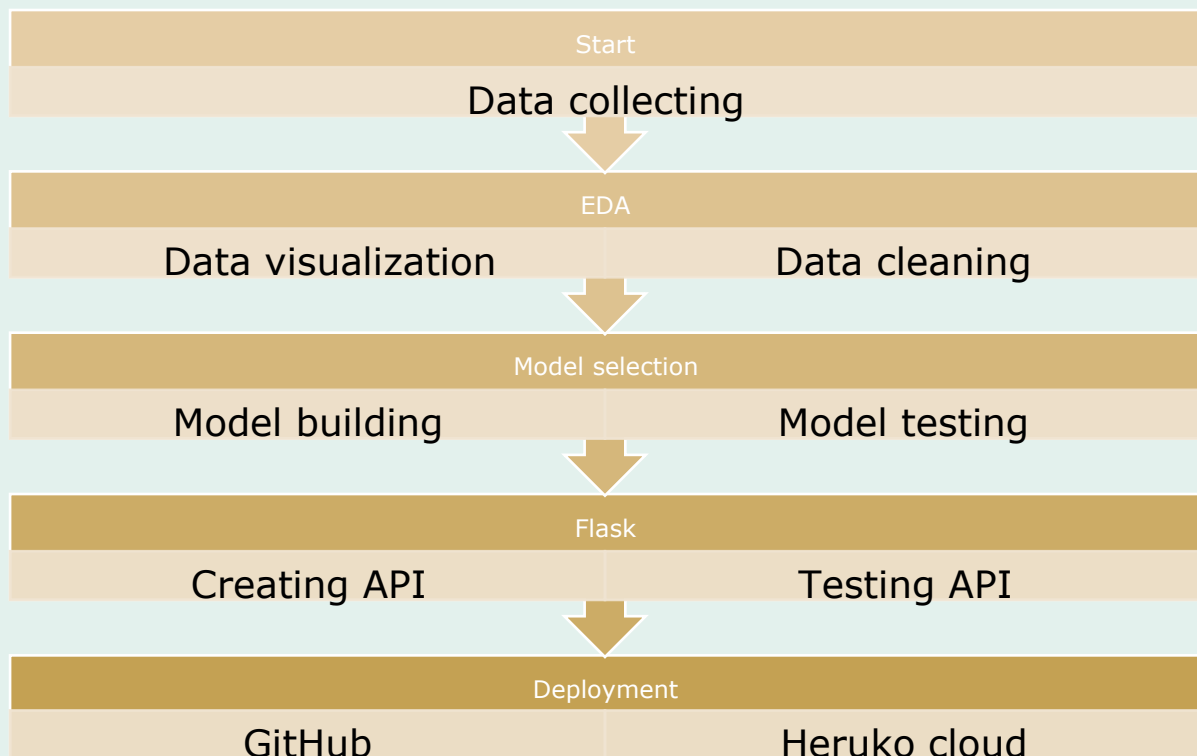 Start
Data collecting
EDA
Data visualization Data cleaning
Model selection
Model building Model testing
Flask
Creating API Testing API
Deployment
GitHub Heruko cloud